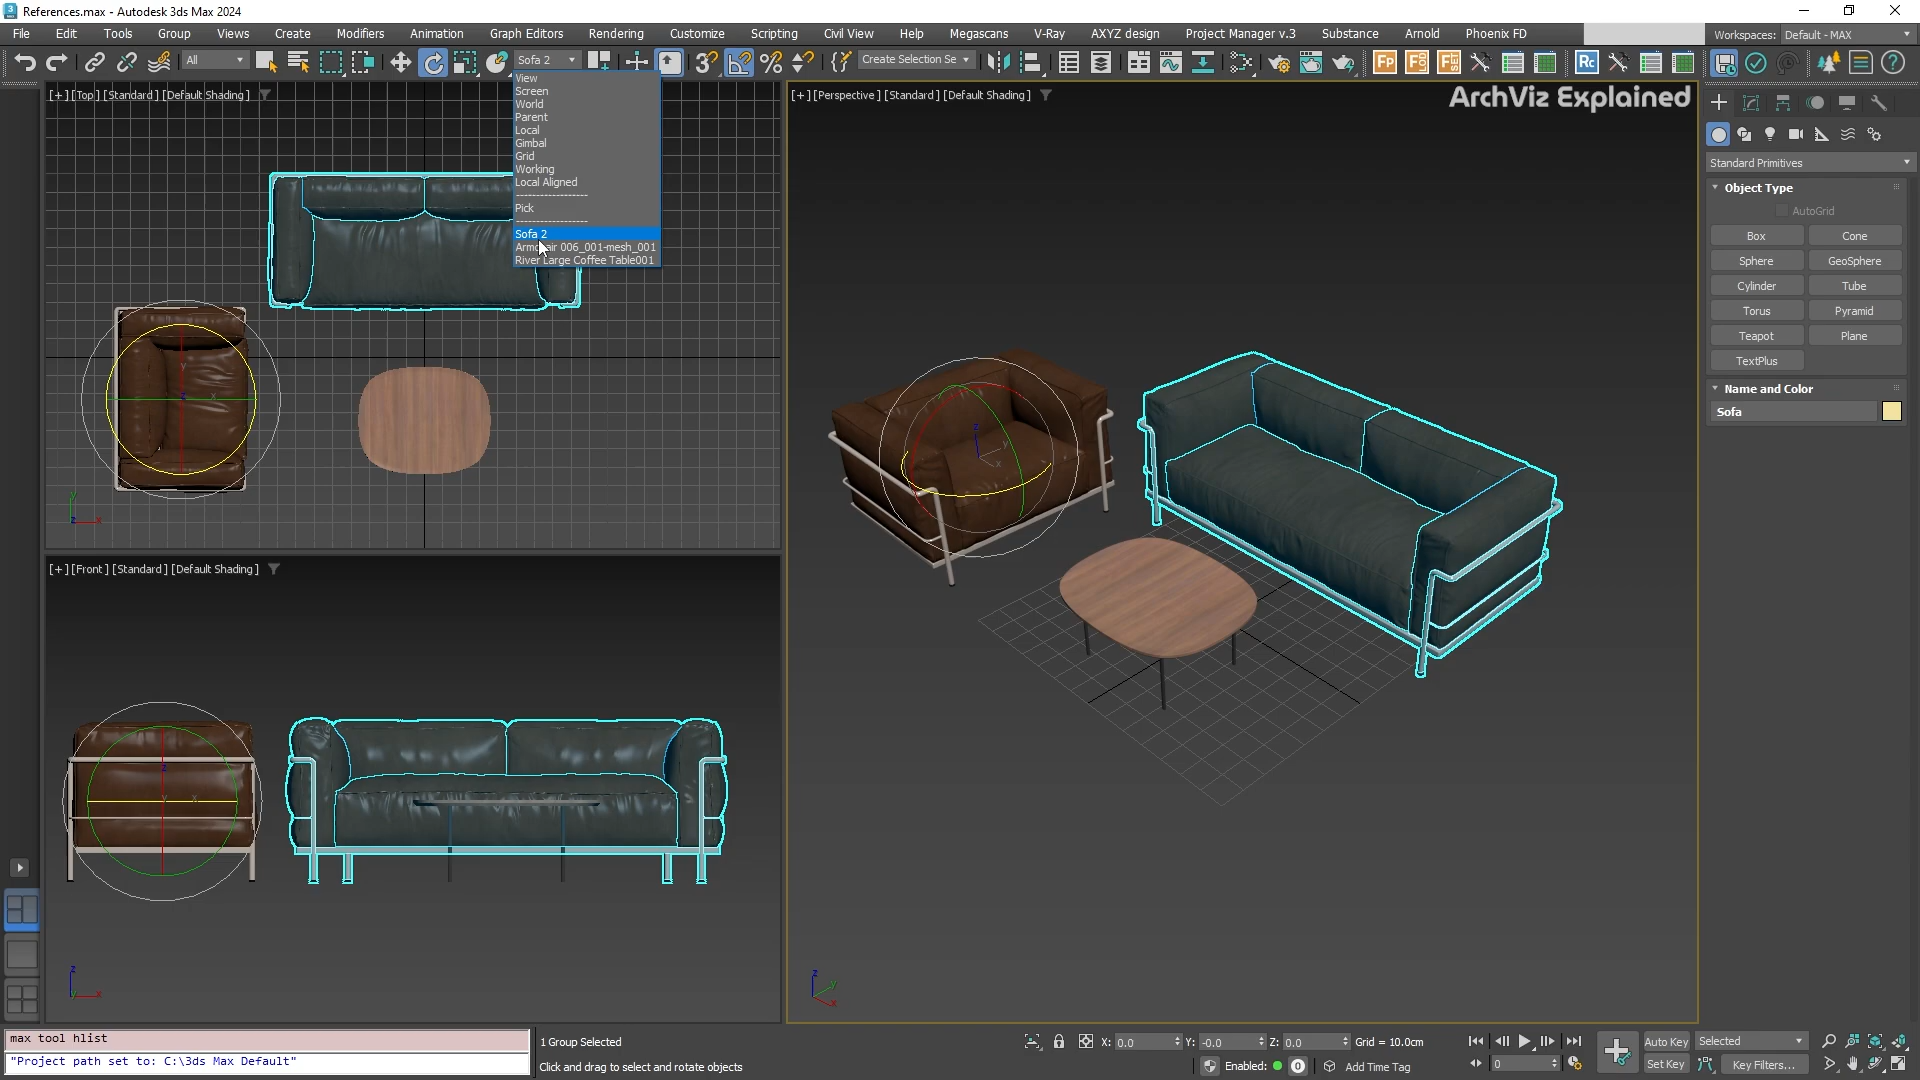 References.max - Autodesk 3ds Max 2024
File Edit Tools Group Views Create Modifiers Animation Graph Editors Rendering Customize Scripting Civil View Help Megascans V-Ray AXYZ design Project Manager v.3 Substance Arnold Phoenix FD
Workspaces: Default - MAX
All
Sofa 2
Create Selection Se
View
Screen
World
Parent
Local
Gimbal
Grid
Working
Local Aligned
------------------
Pick
------------------
Sofa 2
Armchair 006_001-mesh_001
River Large Coffee Table001
[+] [Top] [Standard] [Default Shading]
[+] [Perspective] [Standard] [Default Shading]
ArchViz Explained
[+] [Front] [Standard] [Default Shading]
Standard Primitives
Object Type
AutoGrid
Box Cone
Sphere GeoSphere
Cylinder Tube
Torus Pyramid
Teapot Plane
TextPlus
Name and Color
Sofa
max tool hlist
"Project path set to: C:\3ds Max Default"
1 Group Selected
Click and drag to select and rotate objects
X: 0.0 Y: -0.0 Z: 0.0 Grid = 10.0cm
Enabled: 0 Add Time Tag
0
Auto Key Selected
Set Key Key Filters...